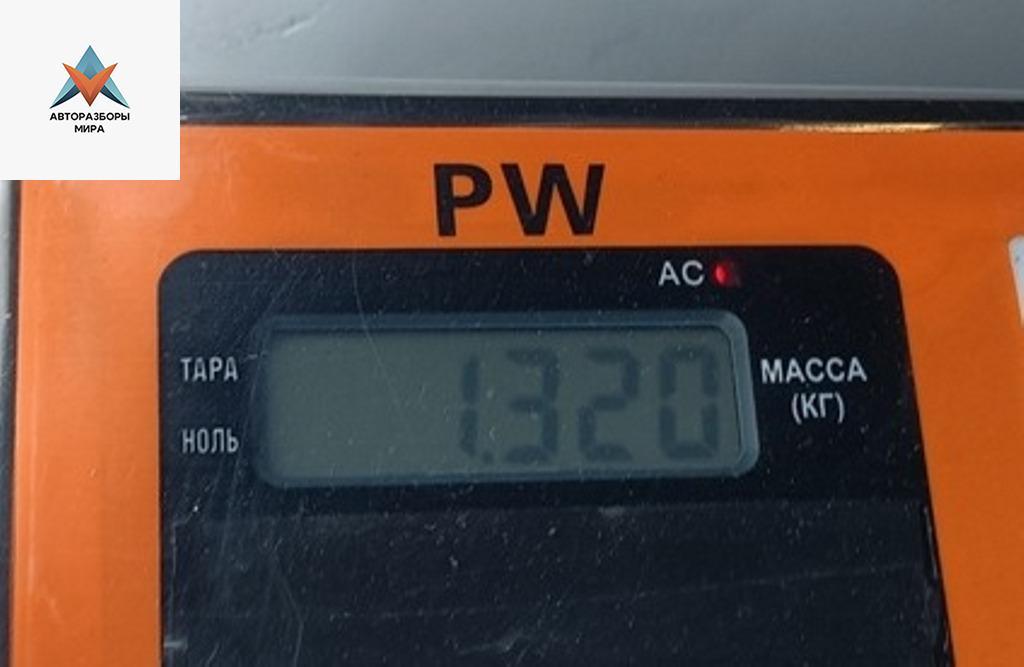 АВТОРАЗБОРЫ
МИРА
PW
AC
ТАРА
1.320
МАССА
(КГ)
НОЛЬ